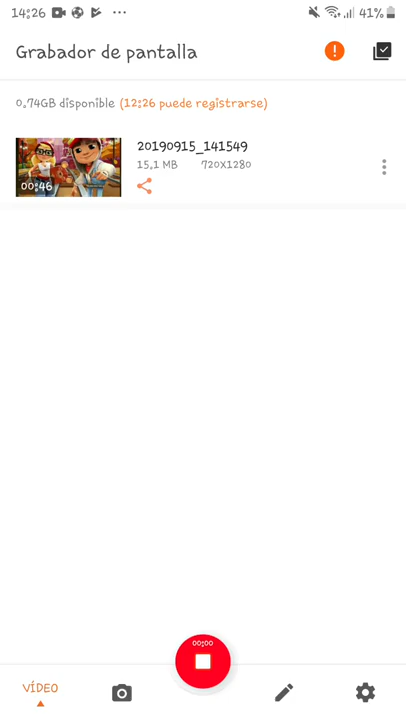 14:26 41%
Grabador de pantalla
0.74GB disponible (12:26 puede registrarse)
20190915_141549
15,1 MB 720X1280
00:46
00:00
VÍDEO